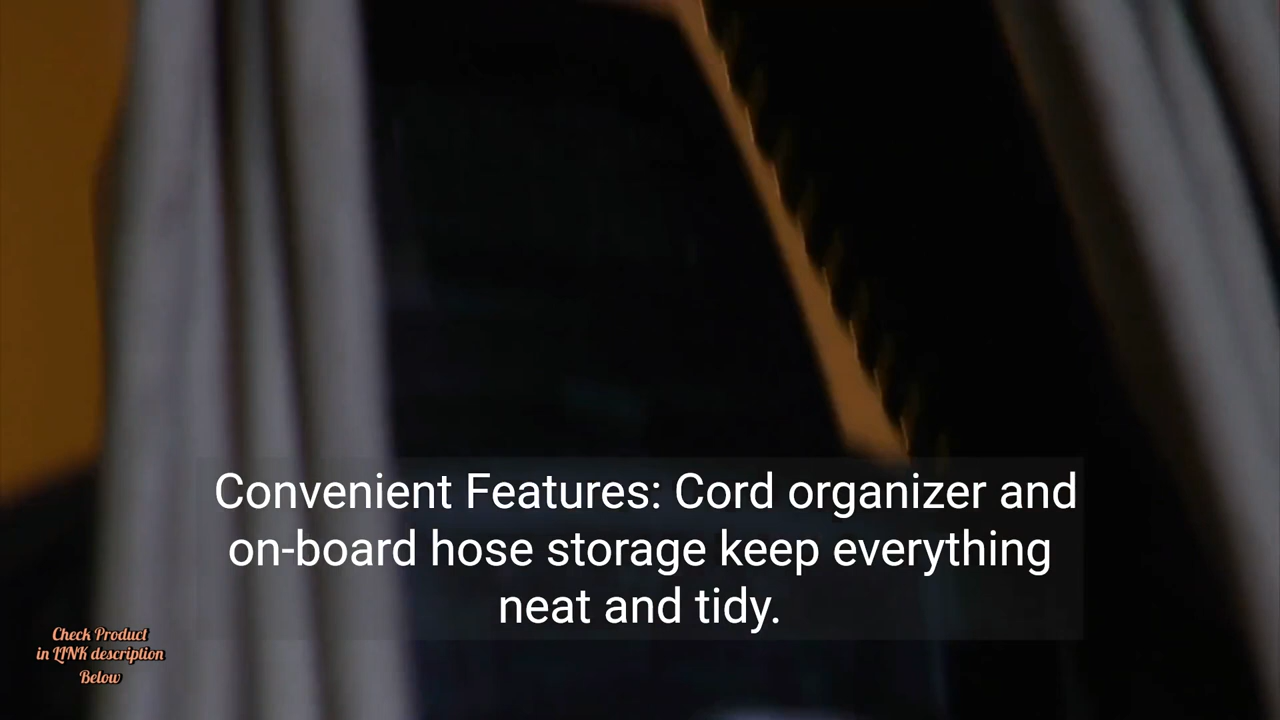 Convenient Features: Cord organizer and
on-board hose storage keep everything
neat and tidy.
Check Product
in LINK description
Below